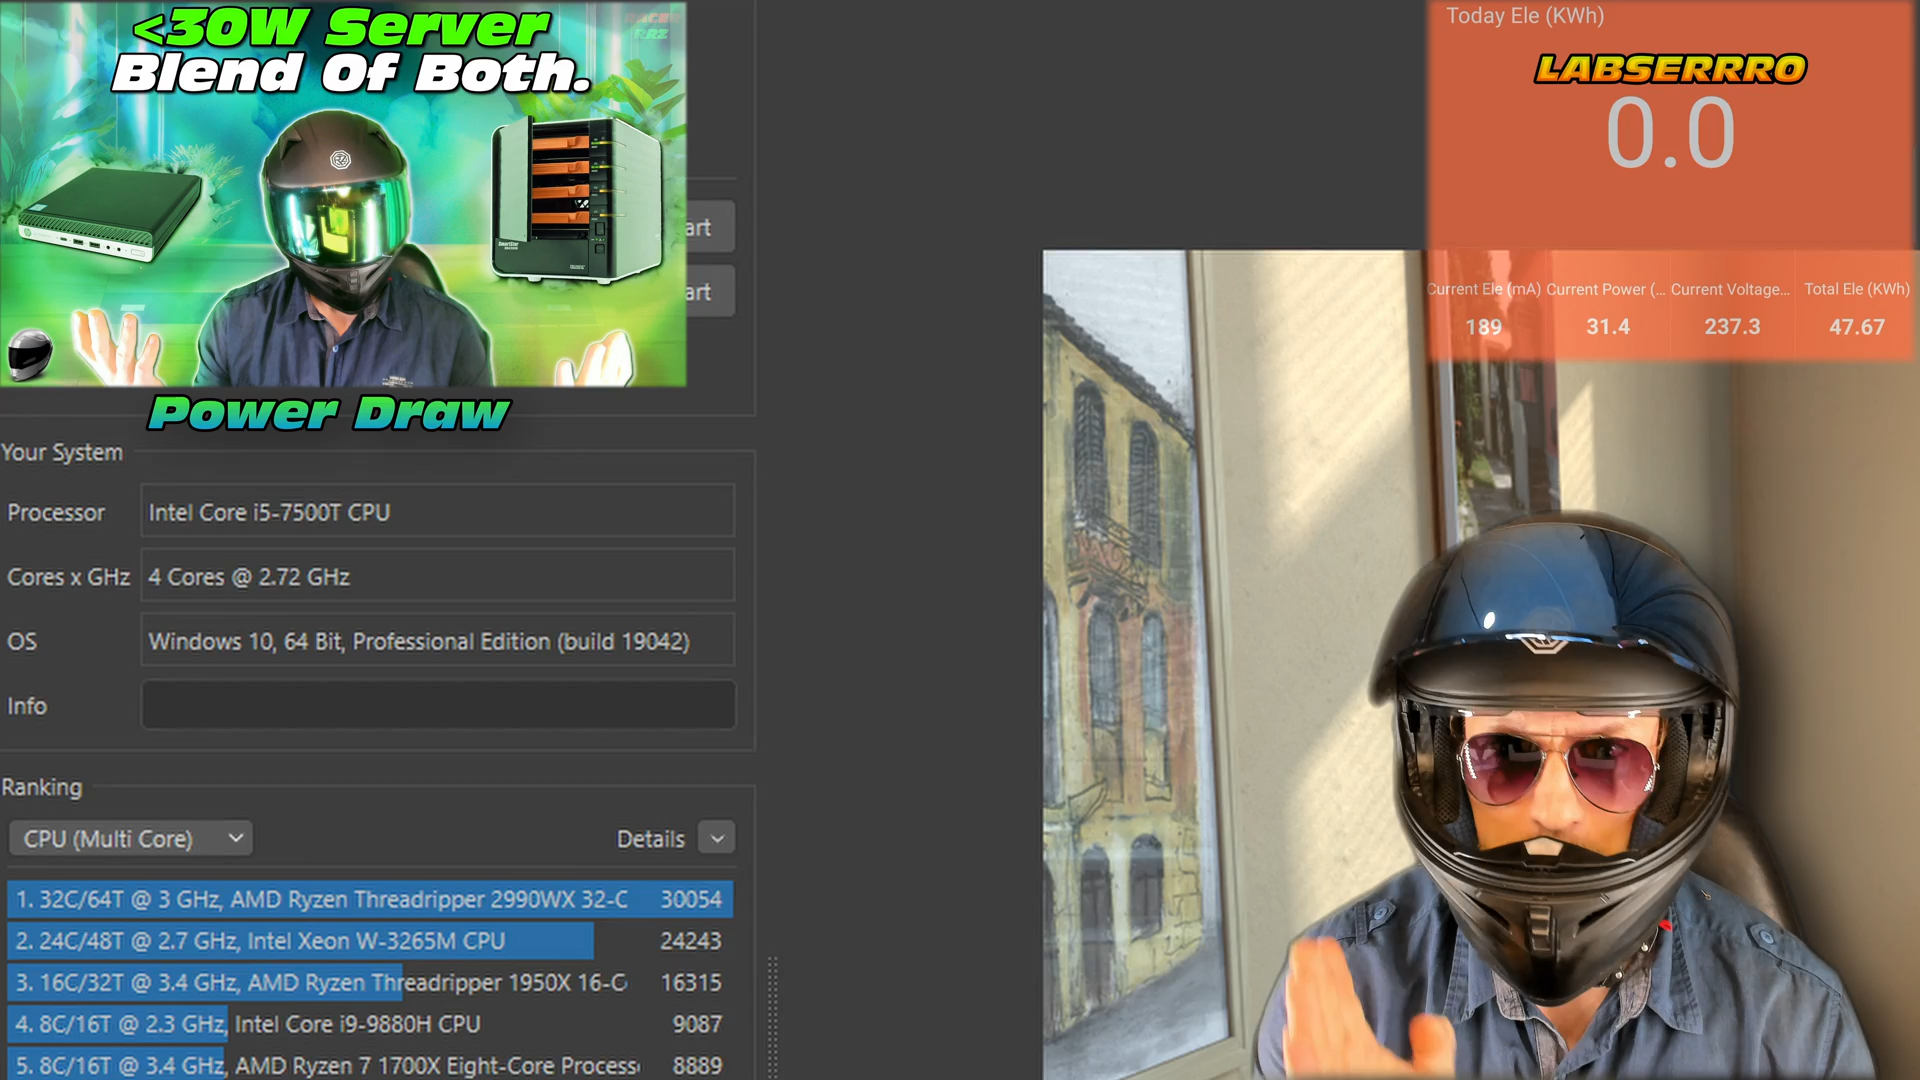 <30W Server
Blend Of Both.
RRZ
Power Draw
art
art
Your System
Processor
Intel Core i5-7500T CPU
Cores x GHz
4 Cores @ 2.72 GHz
OS
Windows 10, 64 Bit, Professional Edition (build 19042)
Info
Ranking
CPU (Multi Core)
Details
1. 32C/64T @ 3 GHz, AMD Ryzen Threadripper 2990WX 32-C 30054
2. 24C/48T @ 2.7 GHz, Intel Xeon W-3265M CPU 24243
3. 16C/32T @ 3.4 GHz, AMD Ryzen Threadripper 1950X 16-C 16315
4. 8C/16T @ 2.3 GHz, Intel Core i9-9880H CPU 9087
5. 8C/16T @ 3.4 GHz, AMD Ryzen 7 1700X Eight-Core Process 8889
Today Ele (KWh)
LABSERRRO
0.0
Current Ele (mA) Current Power (... Current Voltage... Total Ele (KWh)
189 31.4 237.3 47.67